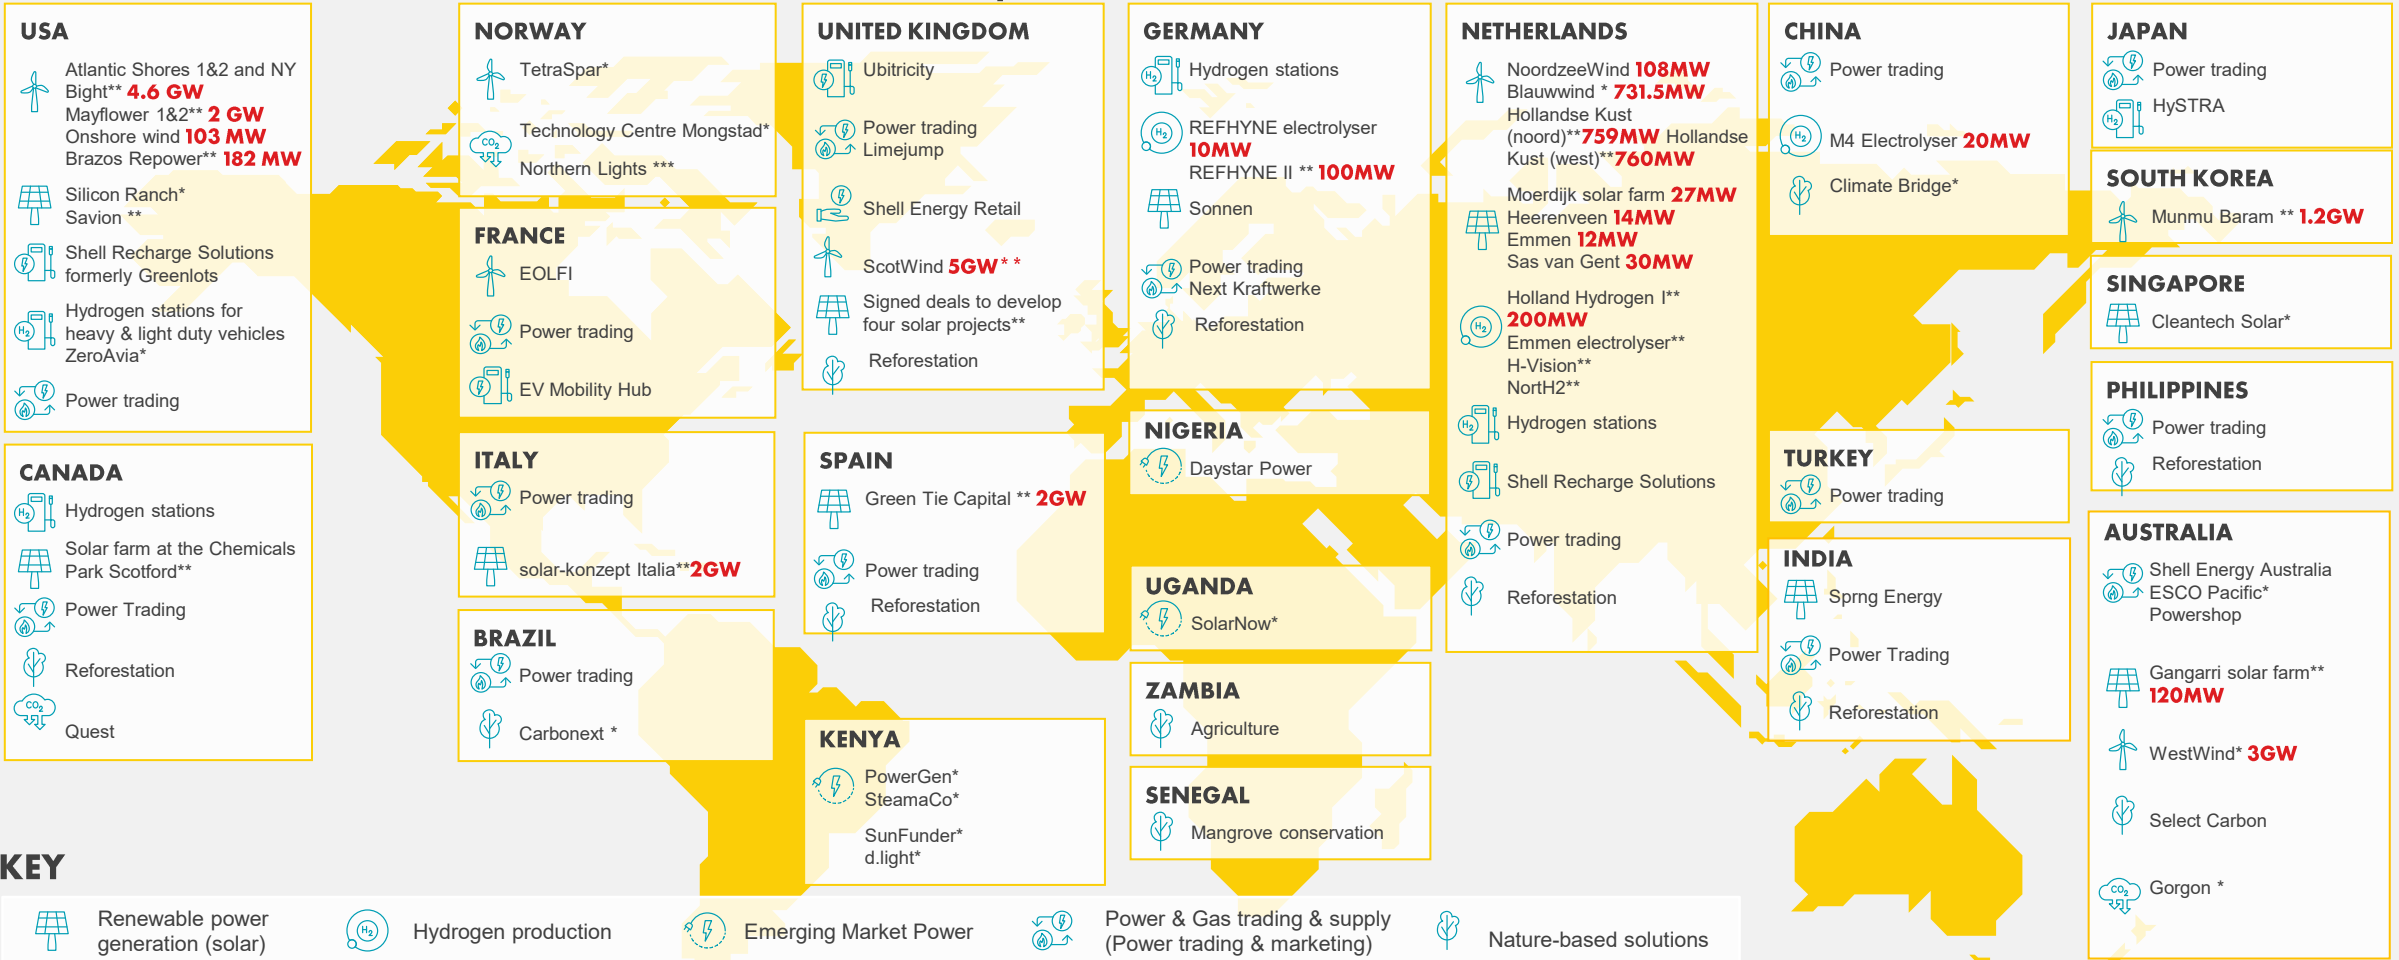 USA
Atlantic Shores 1&2 and NY
Bight** 4.6 GW
Mayflower 1&2** 2 GW
Onshore wind 103 MW
Brazos Repower** 182 MW
Silicon Ranch*
Savion **
Shell Recharge Solutions
formerly Greenlots
Hydrogen stations for
heavy & light duty vehicles
ZeroAvia*
Power trading
CANADA
Hydrogen stations
Solar farm at the Chemicals
Park Scotford**
Power Trading
Reforestation
Quest
NORWAY
TetraSpar*
Technology Centre Mongstad*
Northern Lights ***
FRANCE
EOLFI
Power trading
EV Mobility Hub
ITALY
Power trading
solar-konzept Italia**2GW
BRAZIL
Power trading
Carbonext *
UNITED KINGDOM
Ubitricity
Power trading
Limejump
Shell Energy Retail
ScotWind 5GW**
Signed deals to develop
four solar projects**
Reforestation
SPAIN
Green Tie Capital ** 2GW
Power trading
Reforestation
KENYA
PowerGen*
SteamaCo*
SunFunder*
d.light*
GERMANY
Hydrogen stations
REFHYNE electrolyser
10MW
REFHYNE II ** 100MW
Sonnen
Power trading
Next Kraftwerke
Reforestation
NIGERIA
Daystar Power
UGANDA
SolarNow*
ZAMBIA
Agriculture
SENEGAL
Mangrove conservation
NETHERLANDS
NoordzeeWind 108MW
Blauwwind * 731.5MW
Hollandse Kust
(noord)**759MW Hollandse
Kust (west)**760MW
Moerdijk solar farm 27MW
Heerenveen 14MW
Emmen 12MW
Sas van Gent 30MW
Holland Hydrogen I**
200MW
Emmen electrolyser**
H-Vision**
NortH2**
Hydrogen stations
Shell Recharge Solutions
Power trading
Reforestation
CHINA
Power trading
M4 Electrolyser 20MW
Climate Bridge*
TURKEY
Power trading
INDIA
Sprng Energy
Power Trading
Reforestation
JAPAN
Power trading
HySTRA
SOUTH KOREA
Munmu Baram ** 1.2GW
SINGAPORE
Cleantech Solar*
PHILIPPINES
Power trading
Reforestation
AUSTRALIA
Shell Energy Australia
ESCO Pacific*
Powershop
Gangarri solar farm**
120MW
WestWind* 3GW
Select Carbon
Gorgon *
KEY
Renewable power
generation (solar)
Hydrogen production
Emerging Market Power
Power & Gas trading & supply
(Power trading & marketing)
Nature-based solutions